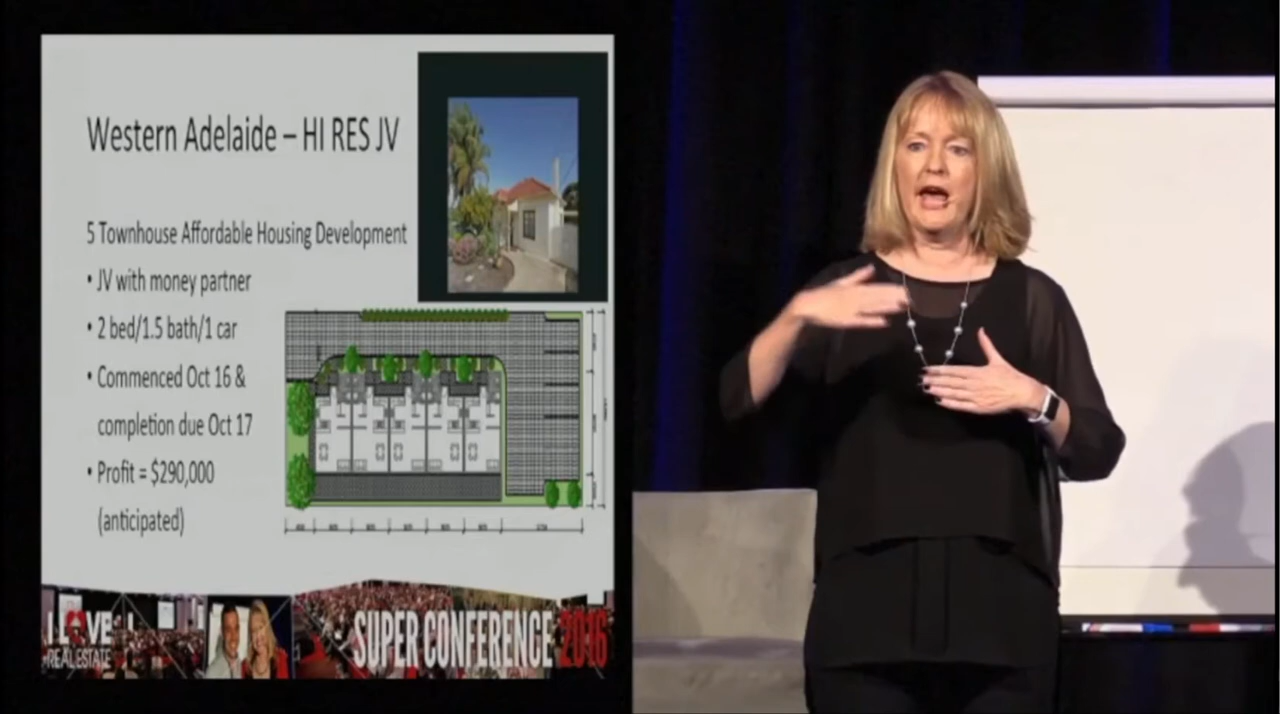 Western Adelaide – HI RES JV
5 Townhouse Affordable Housing Development
• JV with money partner
• 2 bed/1.5 bath/1 car
• Commenced Oct 16 &
completion due Oct 17
• Profit = $290,000
(anticipated)
I LOVE
REAL ESTATE
SUPER CONFERENCE 2016